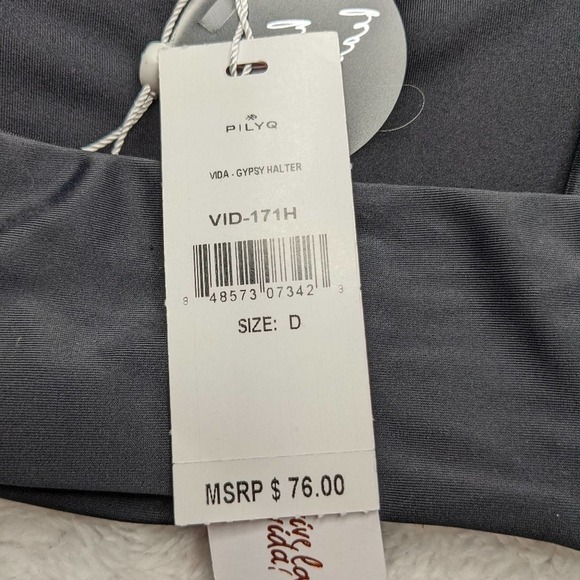 PILYQ
VIDA - GYPSY HALTER
VID-171H
8 48573 07342 3
SIZE: D
MSRP $ 76.00